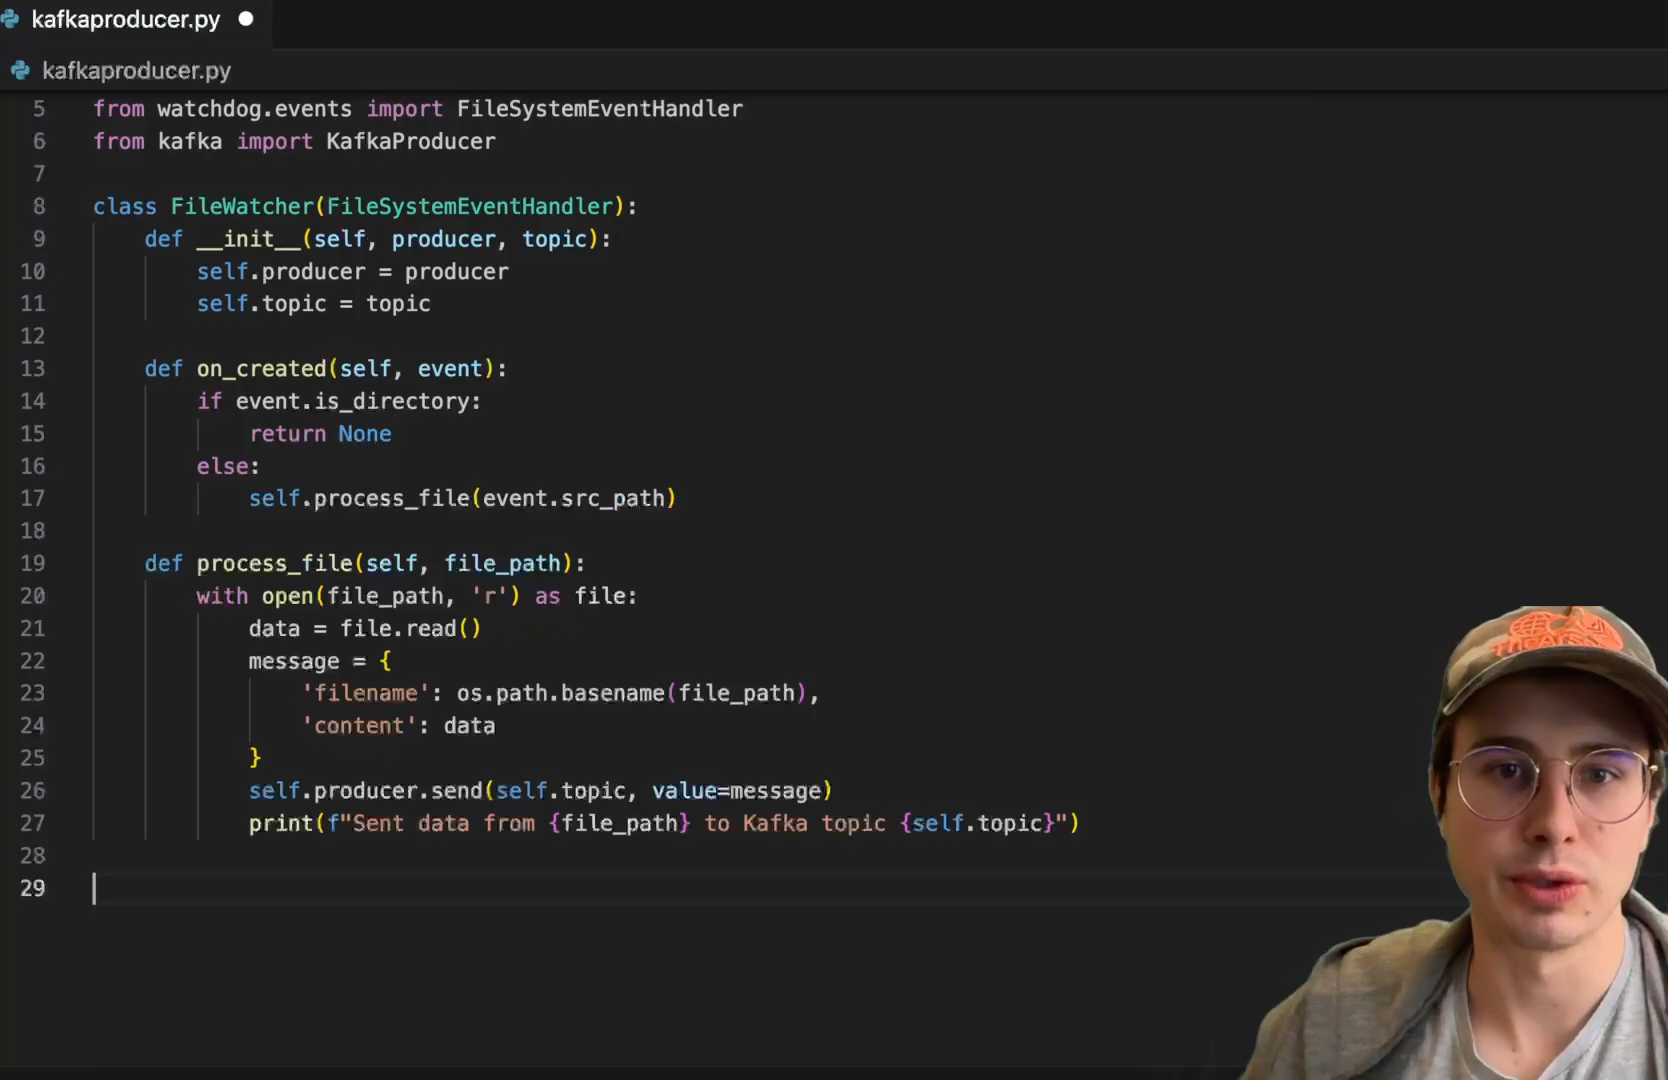 kafkaproducer.py
kafkaproducer.py
5 from watchdog.events import FileSystemEventHandler
6 from kafka import KafkaProducer
7
8 class FileWatcher(FileSystemEventHandler):
9     def __init__(self, producer, topic):
10         self.producer = producer
11         self.topic = topic
12
13     def on_created(self, event):
14         if event.is_directory:
15             return None
16         else:
17             self.process_file(event.src_path)
18
19     def process_file(self, file_path):
20         with open(file_path, 'r') as file:
21             data = file.read()
22             message = {
23                 'filename': os.path.basename(file_path),
24                 'content': data
25             }
26             self.producer.send(self.topic, value=message)
27             print(f"Sent data from {file_path} to Kafka topic {self.topic}")
28
29